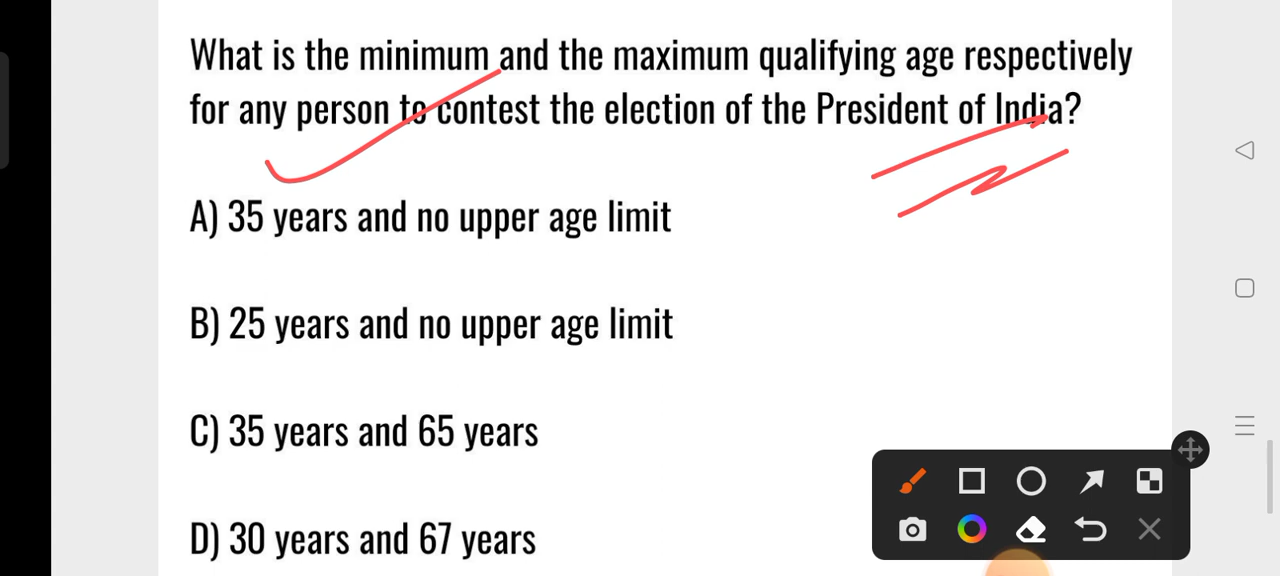 What is the minimum and the maximum qualifying age respectively
for any person to contest the election of the President of India?
A) 35 years and no upper age limit
B) 25 years and no upper age limit
C) 35 years and 65 years
D) 30 years and 67 years